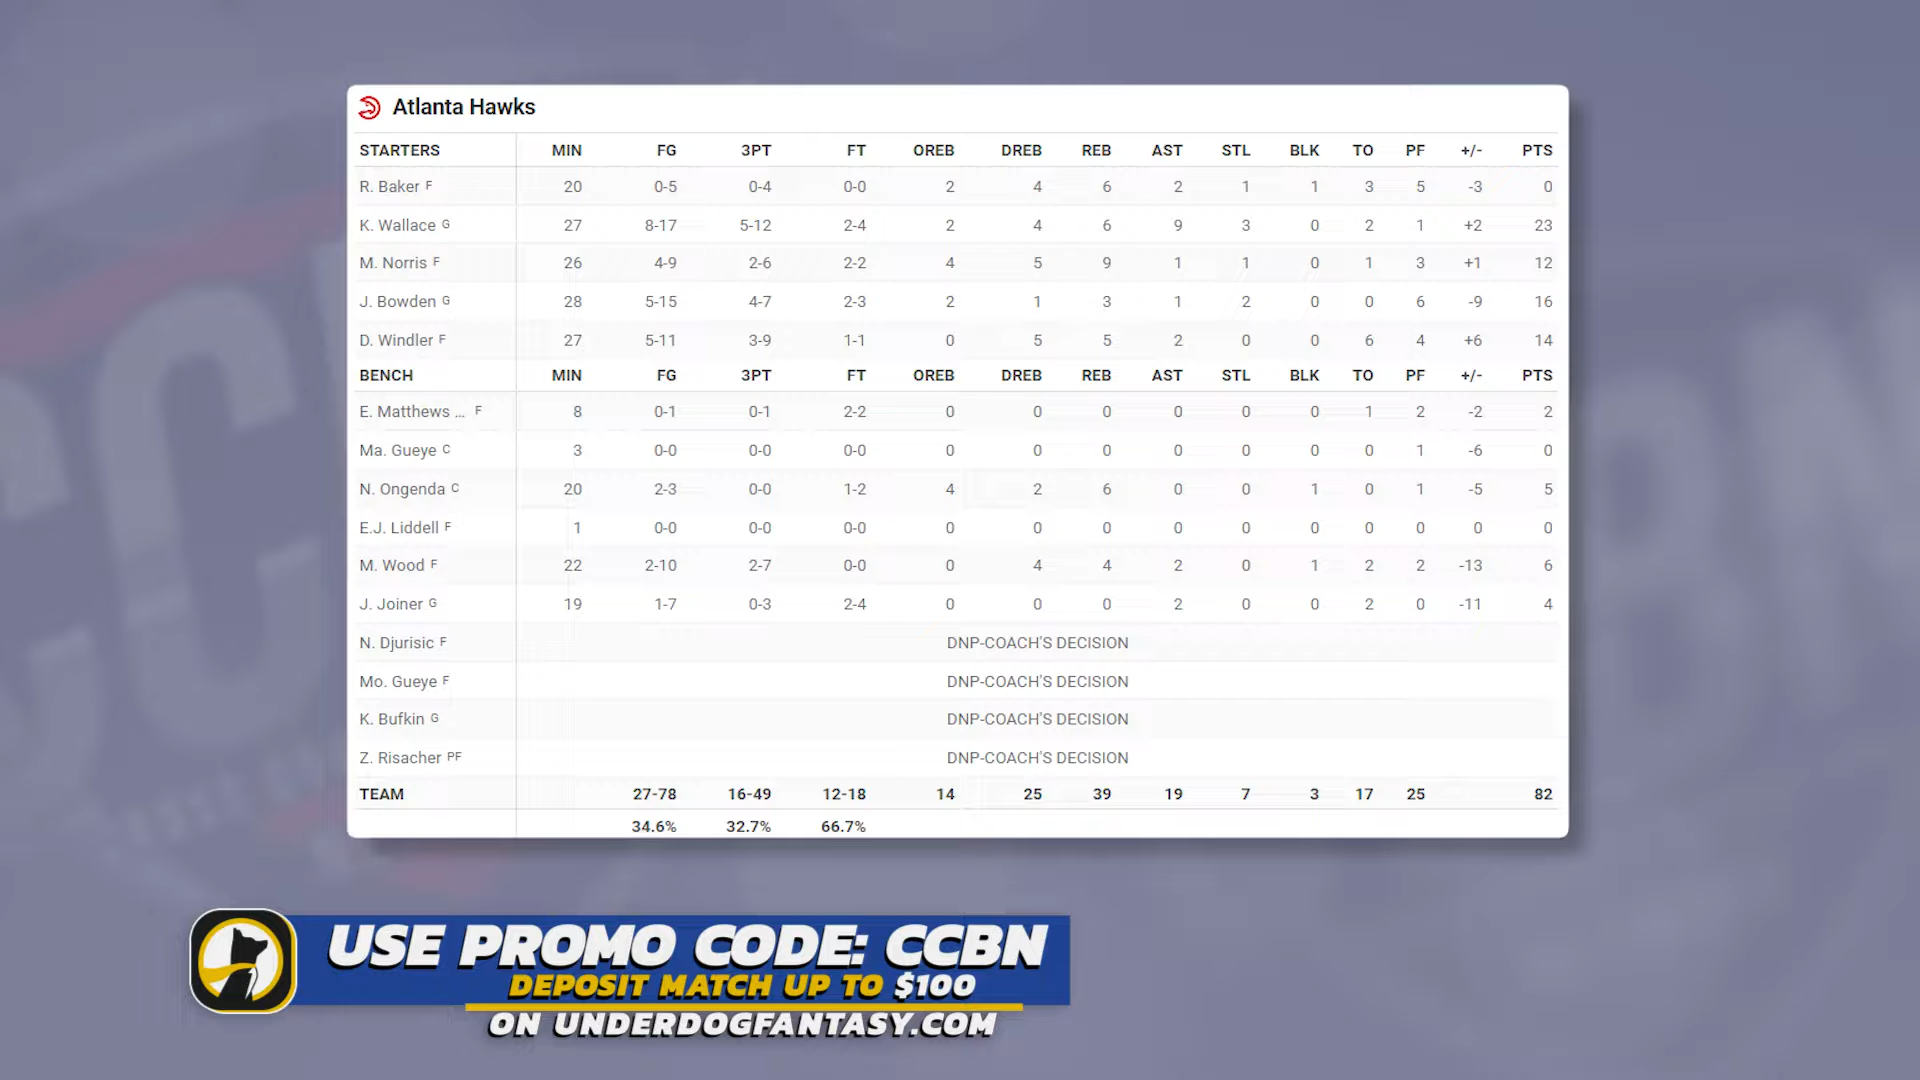 Atlanta Hawks
STARTERS MIN FG 3PT FT OREB DREB REB AST STL BLK TO PF +/- PTS
R. Baker F 20 0-5 0-4 0-0 2 4 6 2 1 1 3 5 -3 0
K. Wallace G 27 8-17 5-12 2-4 2 4 6 9 3 0 2 1 +2 23
M. Norris F 26 4-9 2-6 2-2 4 5 9 1 1 0 1 3 +1 12
J. Bowden G 28 5-15 4-7 2-3 2 1 3 1 2 0 0 6 -9 16
D. Windler F 27 5-11 3-9 1-1 0 5 5 2 0 0 6 4 +6 14
BENCH MIN FG 3PT FT OREB DREB REB AST STL BLK TO PF +/- PTS
E. Matthews ... F 8 0-1 0-1 2-2 0 0 0 0 0 0 1 2 -2 2
Ma. Gueye C 3 0-0 0-0 0-0 0 0 0 0 0 0 0 1 -6 0
N. Ongenda C 20 2-3 0-0 1-2 4 2 6 0 0 1 0 1 -5 5
E.J. Liddell F 1 0-0 0-0 0-0 0 0 0 0 0 0 0 0 0 0
M. Wood F 22 2-10 2-7 0-0 0 4 4 2 0 1 2 2 -13 6
J. Joiner G 19 1-7 0-3 2-4 0 0 0 2 0 0 2 0 -11 4
N. Djurisic F DNP-COACH'S DECISION
Mo. Gueye F DNP-COACH'S DECISION
K. Bufkin G DNP-COACH'S DECISION
Z. Risacher PF DNP-COACH'S DECISION
TEAM 27-78 16-49 12-18 14 25 39 19 7 3 17 25 82
34.6% 32.7% 66.7%
USE PROMO CODE: CCBN
DEPOSIT MATCH UP TO $100
ON UNDERDOGFANTASY.COM